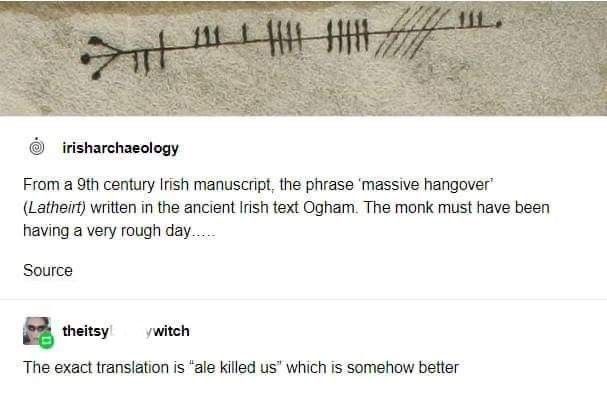 ᚛ᚂᚐᚈᚆᚓᚔᚏᚈ
irisharchaeology
From a 9th century Irish manuscript, the phrase ‘massive hangover’
(Latheirt) written in the ancient Irish text Ogham. The monk must have been
having a very rough day…..
Source
theitsy ywitch
The exact translation is “ale killed us” which is somehow better